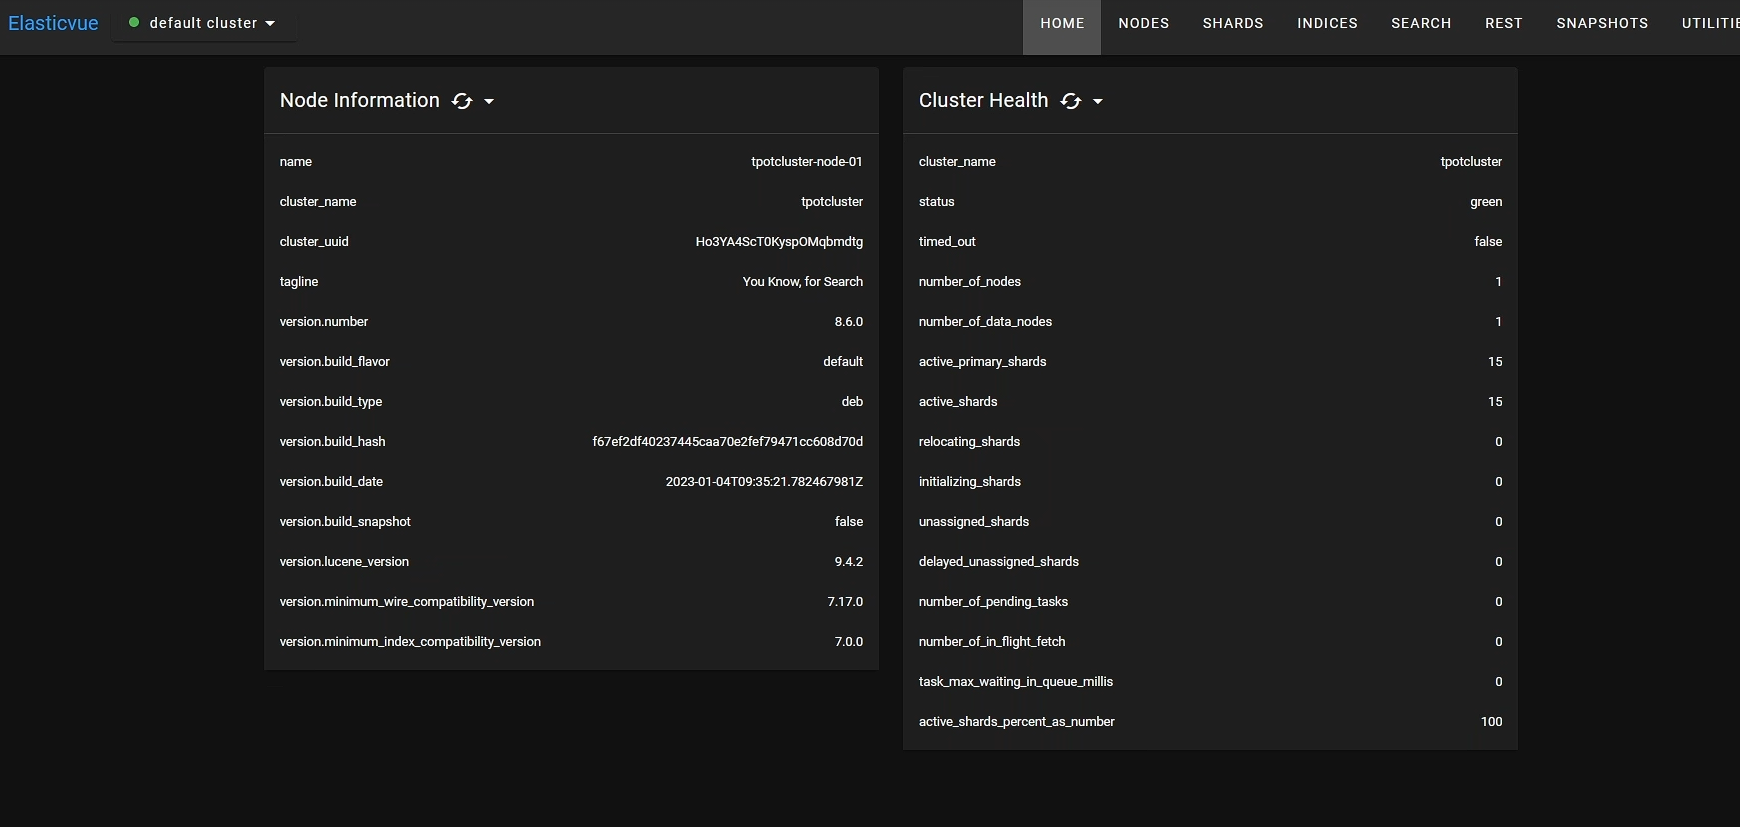 Elasticvue default cluster HOME NODES SHARDS INDICES SEARCH REST SNAPSHOTS UTILITIE
Node Information
name tpotcluster-node-01
cluster_name tpotcluster
cluster_uuid Ho3YA4ScT0KyspOMqbmdtg
tagline You Know, for Search
version.number 8.6.0
version.build_flavor default
version.build_type deb
version.build_hash f67ef2df40237445caa70e2fef79471cc608d70d
version.build_date 2023-01-04T09:35:21.782467981Z
version.build_snapshot false
version.lucene_version 9.4.2
version.minimum_wire_compatibility_version 7.17.0
version.minimum_index_compatibility_version 7.0.0
Cluster Health
cluster_name tpotcluster
status green
timed_out false
number_of_nodes 1
number_of_data_nodes 1
active_primary_shards 15
active_shards 15
relocating_shards 0
initializing_shards 0
unassigned_shards 0
delayed_unassigned_shards 0
number_of_pending_tasks 0
number_of_in_flight_fetch 0
task_max_waiting_in_queue_millis 0
active_shards_percent_as_number 100